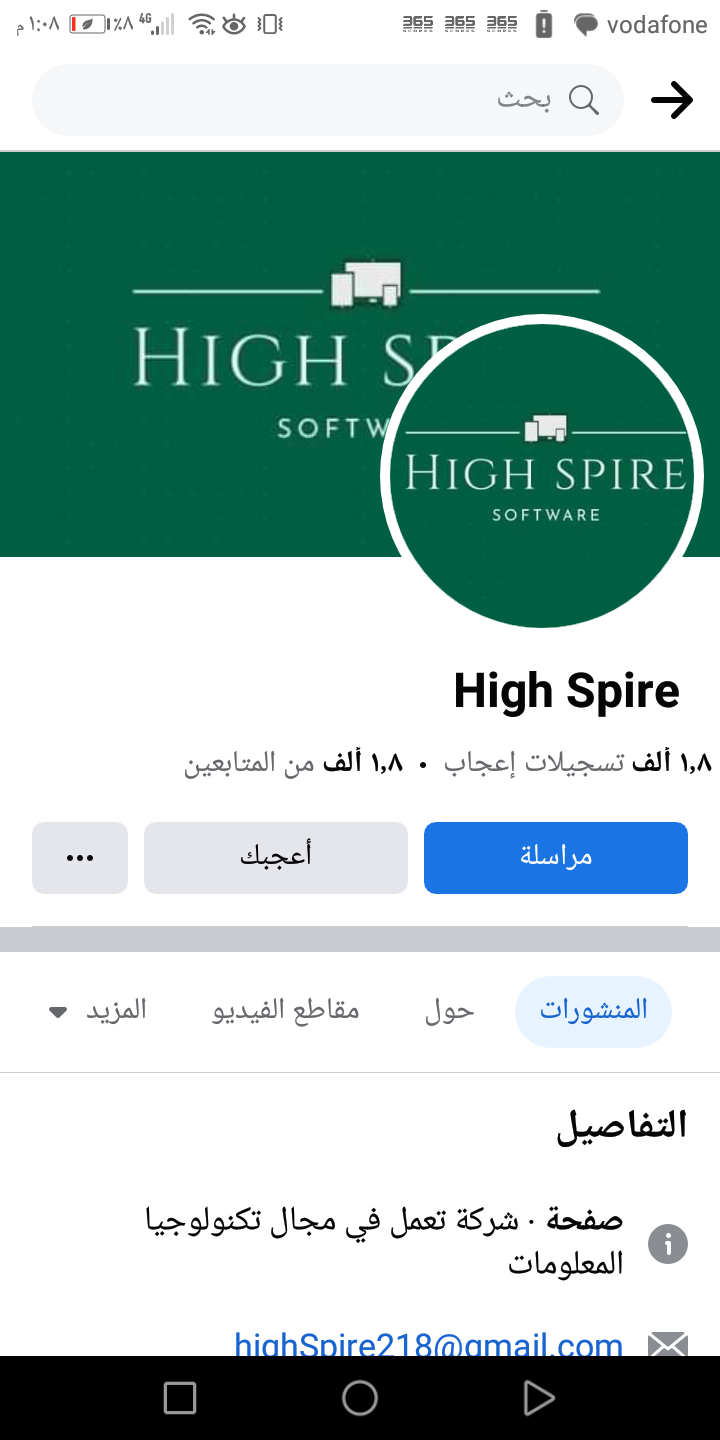 ١:٠٨ م ٪٨ 4G vodafone
365 365 365
بحث
HIGH SP
SOFTW
HIGH SPIRE
SOFTWARE
High Spire
١,٨ ألف تسجيلات إعجاب • ١,٨ ألف من المتابعين
مراسلة
أعجبك
المنشورات
حول
مقاطع الفيديو
المزيد
التفاصيل
صفحة · شركة تعمل في مجال تكنولوجيا
المعلومات
highSpire218@gmail.com